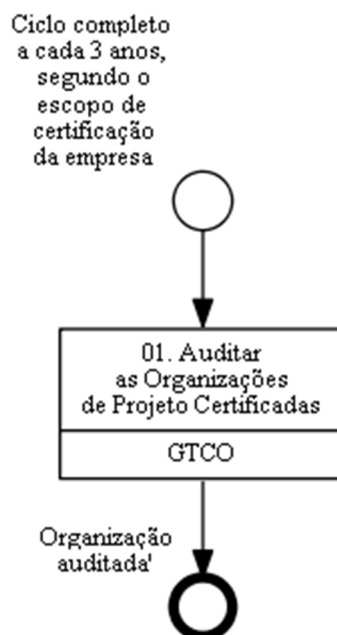 Ciclo completo
a cada 3 anos,
segundo o
escopo de
certificação
da empresa
01. Auditar
as Organizações
de Projeto Certificadas
GTCO
Organização
auditada'